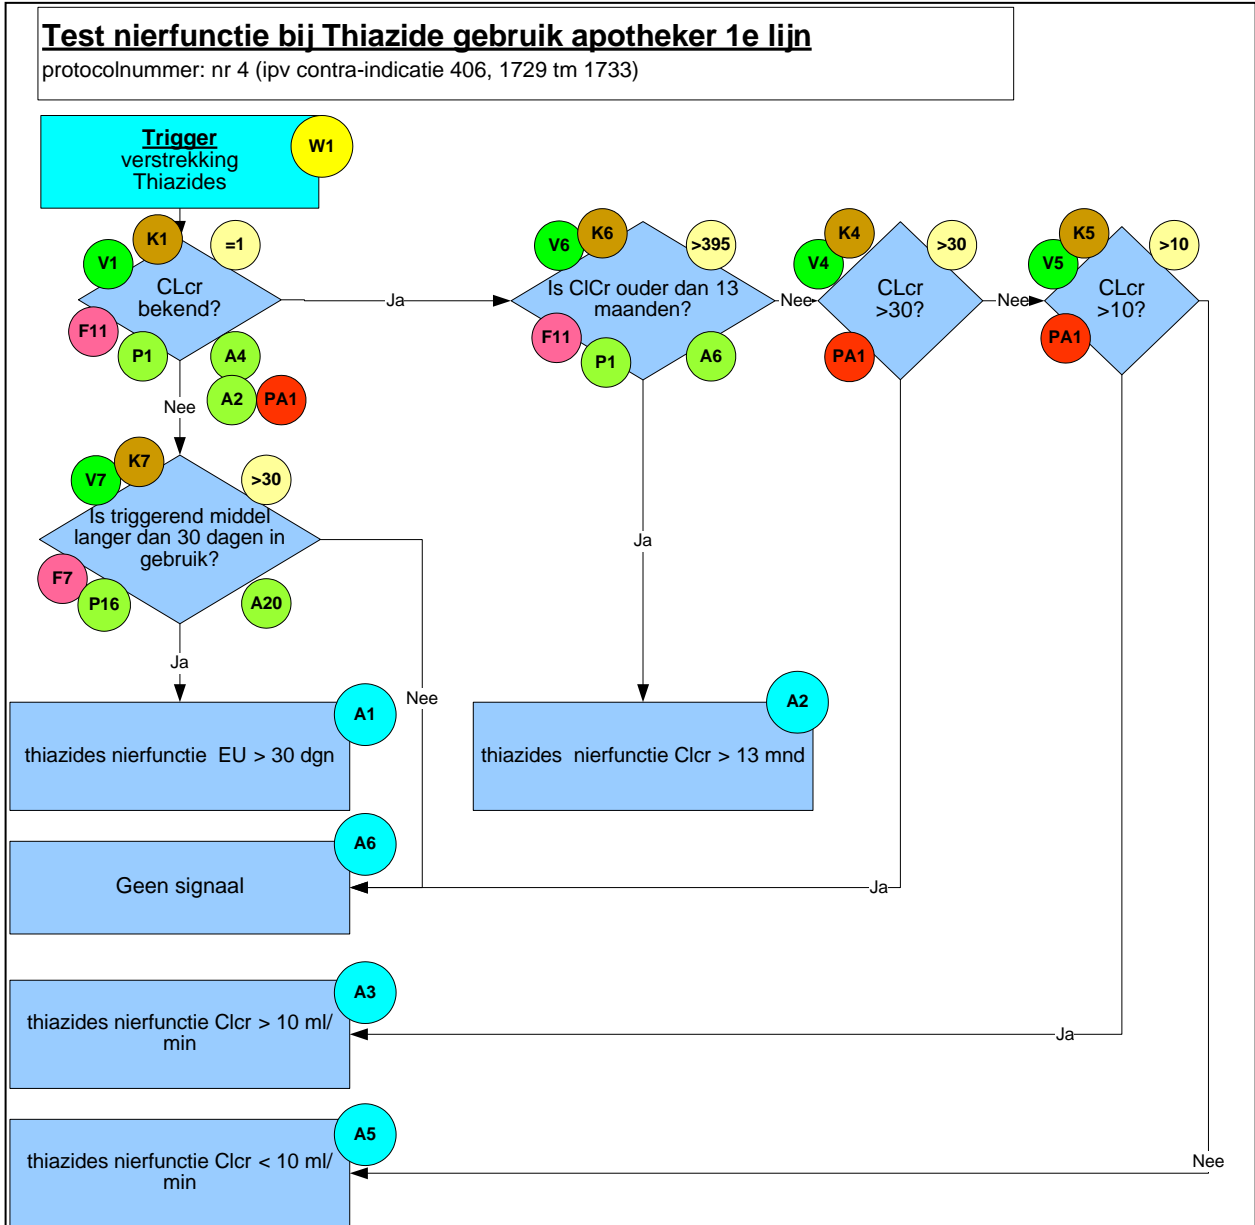 Test nierfunctie bij Thiazide gebruik apotheker 1e lijn
protocolnummer: nr 4 (ipv contra-indicatie 406, 1729 tm 1733)
Trigger
verstrekking
Thiazides
W1
K1
=1
V1
CLcr
bekend?
F11
P1
A4
A2
PA1
Ja
Nee
K6
>395
V6
Is ClCr ouder dan 13
maanden?
F11
P1
A6
Nee
Ja
K4
>30
V4
CLcr
>30?
PA1
Nee
Ja
K5
>10
V5
CLcr
>10?
PA1
Ja
Nee
K7
>30
V7
Is triggerend middel
langer dan 30 dagen in
gebruik?
F7
P16
A20
Ja
Nee
A1
thiazides nierfunctie EU > 30 dgn
A2
thiazides nierfunctie Clcr > 13 mnd
A6
Geen signaal
A3
thiazides nierfunctie Clcr > 10 ml/
min
A5
thiazides nierfunctie Clcr < 10 ml/
min